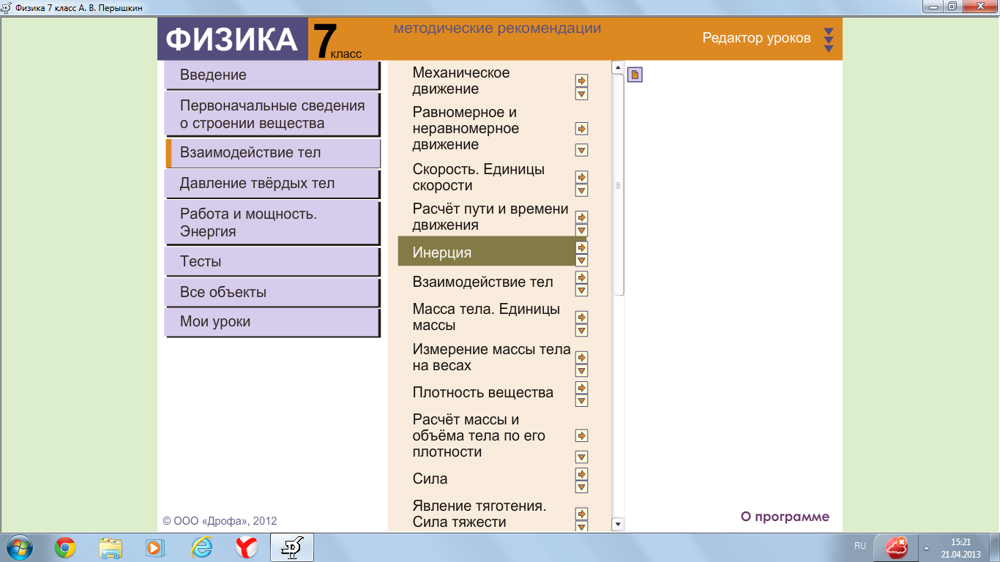 Физика 7 класс А. В. Перышкин
ФИЗИКА 7 класс
методические рекомендации
Редактор уроков
Введение
Первоначальные сведения
о строении вещества
Взаимодействие тел
Давление твёрдых тел
Работа и мощность.
Энергия
Тесты
Все объекты
Мои уроки
Механическое
движение
Равномерное и
неравномерное
движение
Скорость. Единицы
скорости
Расчёт пути и времени
движения
Инерция
Взаимодействие тел
Масса тела. Единицы
массы
Измерение массы тела
на весах
Плотность вещества
Расчёт массы и
объёма тела по его
плотности
Сила
Явление тяготения.
Сила тяжести
© ООО «Дрофа», 2012
О программе
RU
15:21
21.04.2013